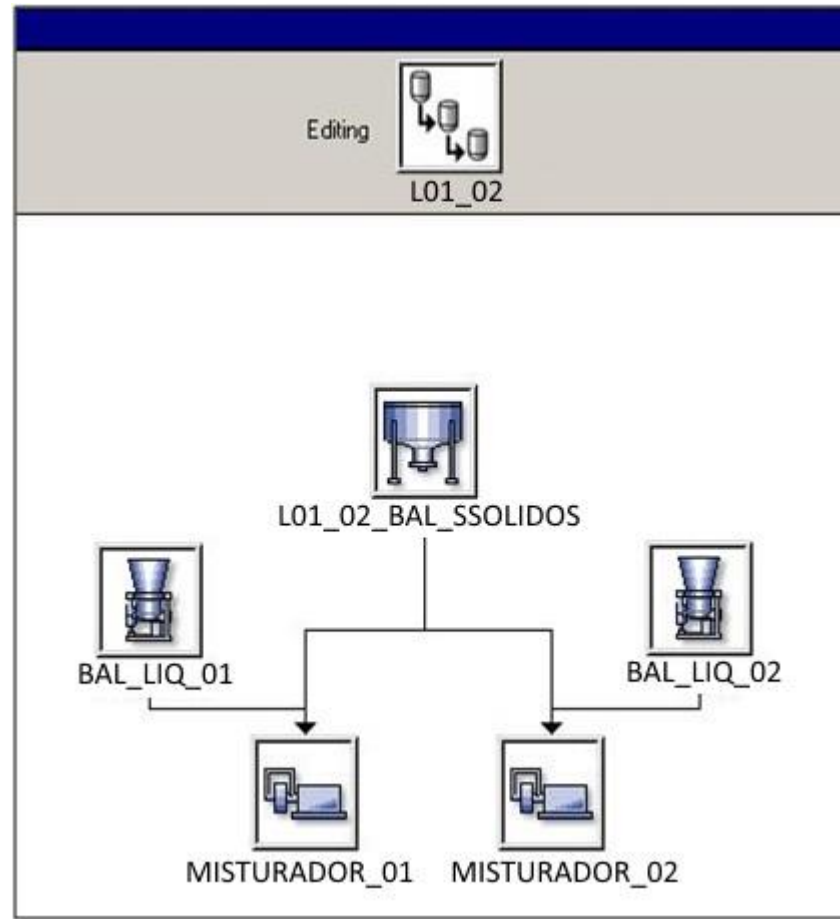 Editing
L01_02
L01_02_BAL_SSOLIDOS
BAL_LIQ_01
BAL_LIQ_02
MISTURADOR_01
MISTURADOR_02